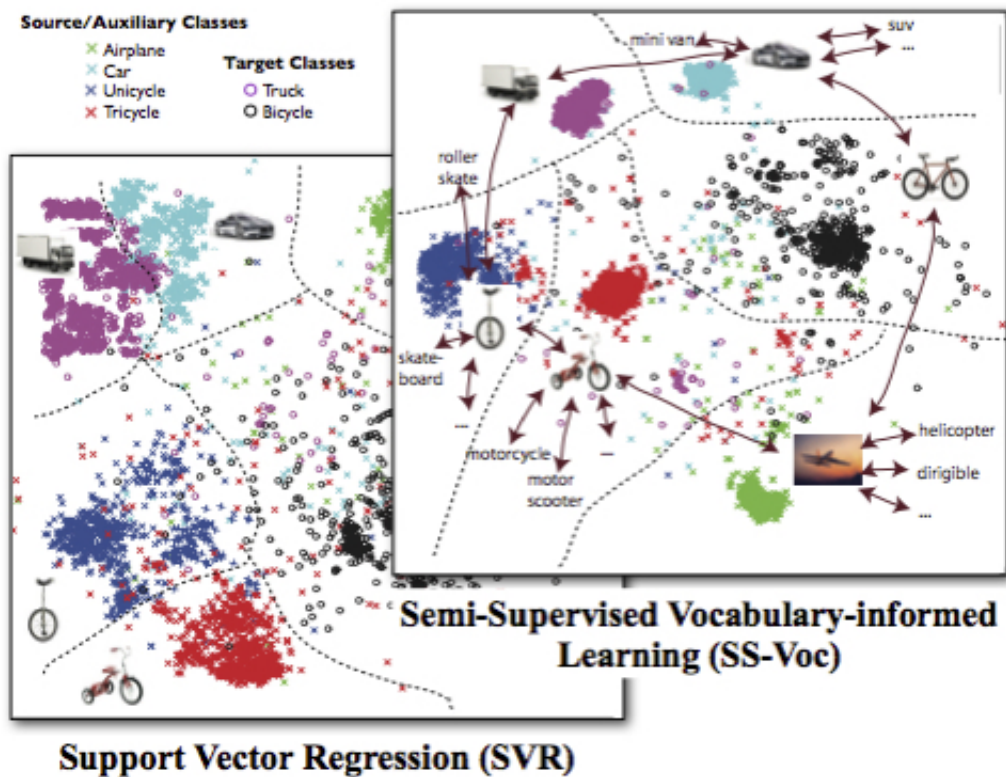 Source/Auxiliary Classes
Airplane
Car
Unicycle
Tricycle
Target Classes
Truck
Bicycle
mini van
suv
...
roller
skate
skate-
board
...
motorcycle
motor
scooter
...
helicopter
dirigible
...
Semi-Supervised Vocabulary-informed
Learning (SS-Voc)
Support Vector Regression (SVR)